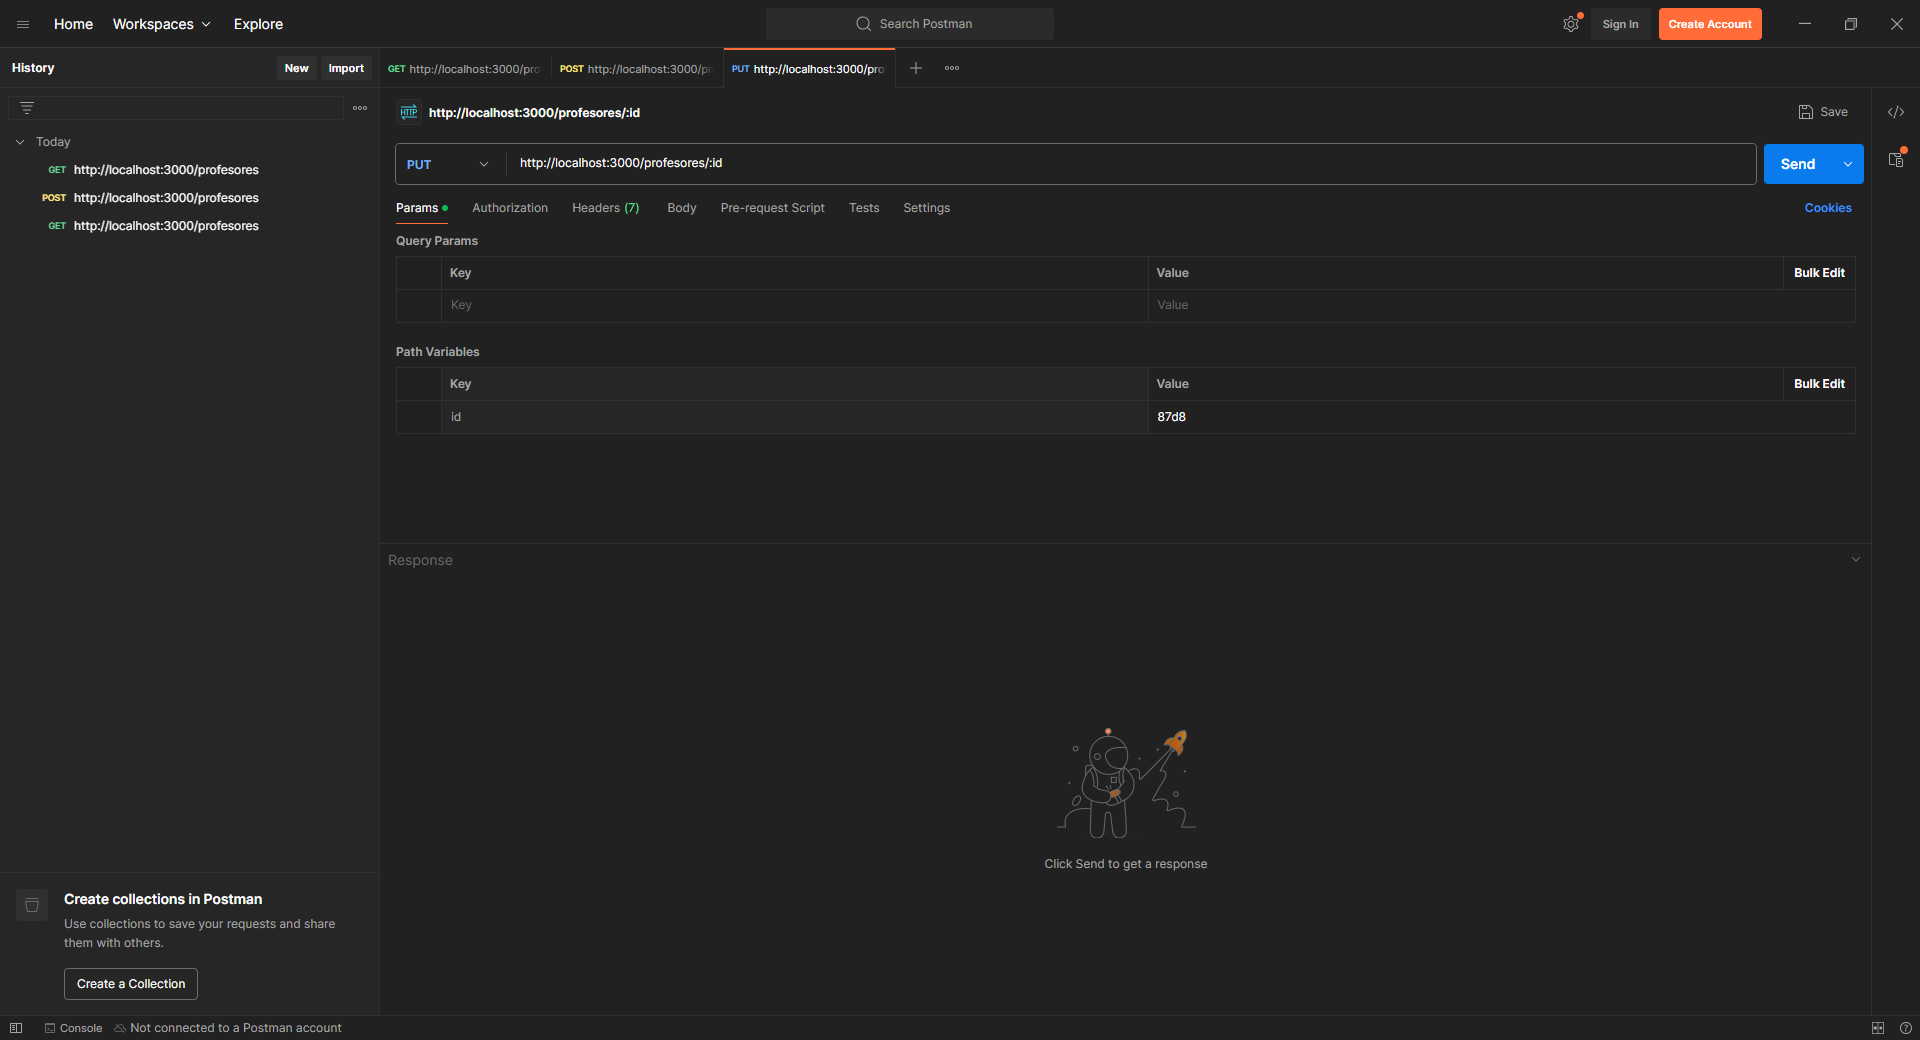 Home Workspaces Explore Search Postman Sign In Create Account
History New Import
GET http://localhost:3000/pro POST http://localhost:3000/pr PUT http://localhost:3000/pro
HTTP http://localhost:3000/profesores/:id Save
Today
GET http://localhost:3000/profesores
POST http://localhost:3000/profesores
GET http://localhost:3000/profesores
PUT http://localhost:3000/profesores/:id Send
Params Authorization Headers (7) Body Pre-request Script Tests Settings Cookies
Query Params
Key Value Bulk Edit
Key Value
Path Variables
Key Value Bulk Edit
id 87d8
Response
Click Send to get a response
Create collections in Postman
Use collections to save your requests and share
them with others.
Create a Collection
Console Not connected to a Postman account